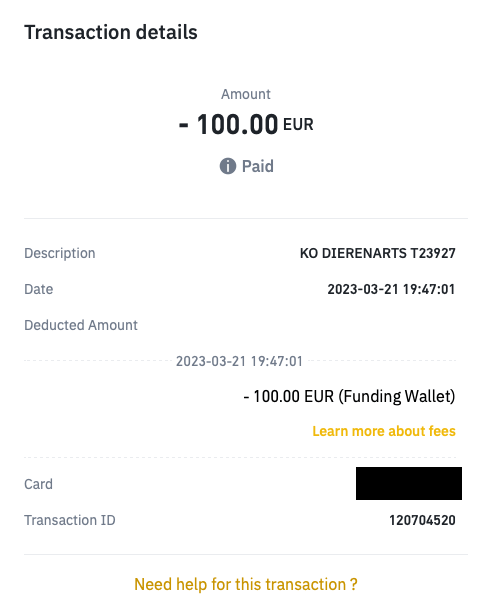 Transaction details
Amount
- 100.00 EUR
Paid
Description KO DIERENARTS T23927
Date 2023-03-21 19:47:01
Deducted Amount
2023-03-21 19:47:01
- 100.00 EUR (Funding Wallet)
Learn more about fees
Card
Transaction ID 120704520
Need help for this transaction ?